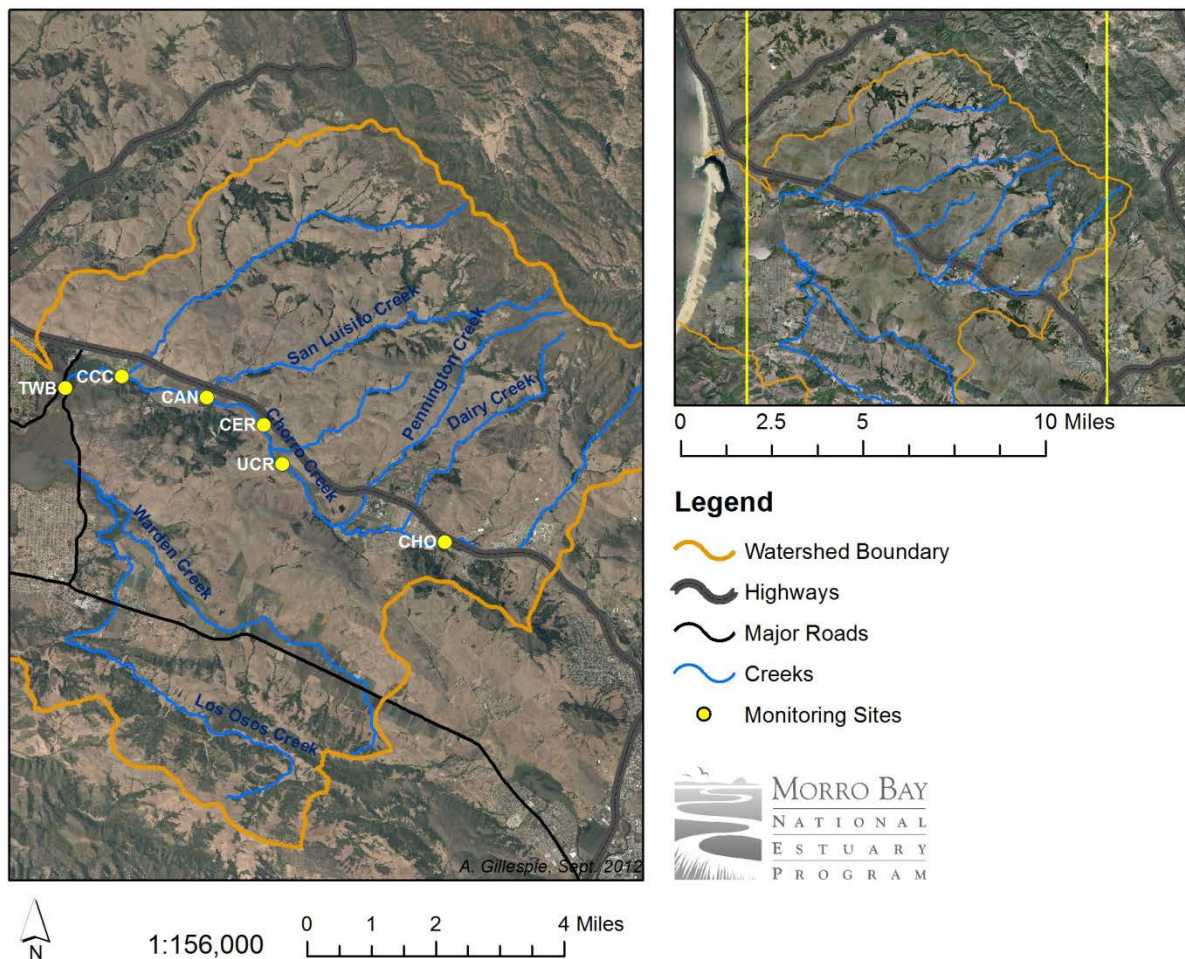 San Luisito Creek
Pennington Creek
Dairy Creek
TWB
CCC
CAN
CER
Chorro Creek
UCR
CHO
Warden Creek
Los Osos Creek
A. Gillespie, Sept. 2012
N
1:156,000
0 1 2 4 Miles
0 2.5 5 10 Miles
Legend
Watershed Boundary
Highways
Major Roads
Creeks
Monitoring Sites
MORRO BAY
NATIONAL
ESTUARY
PROGRAM